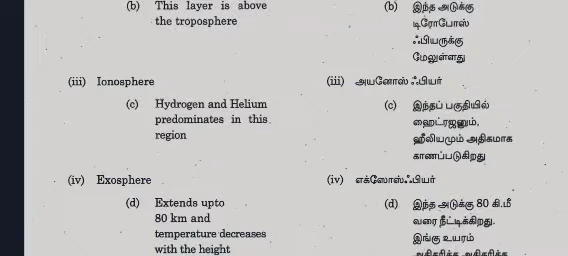 (b) This layer is above
the troposphere
(iii) Ionosphere
(c) Hydrogen and Helium
predominates in this
region
(iv) Exosphere
(d) Extends upto
80 km and
temperature decreases
with the height
(b) இந்த அடுக்கு
டிரோபோஸ்
ஃபியருக்கு
மேலுள்ளது
(iii) அயனோஸ்ஃபியர்
(c) இந்தப் பகுதியில்
ஹைட்ரஜனும்,
ஹீலியமும் அதிகமாக
காணப்படுகிறது
(iv) எக்ஸோஸ்ஃபியர்
(d) இந்த அடுக்கு 80 கி.மீ
வரை நீட்டிக்கிறது.
இங்கு உயரம்